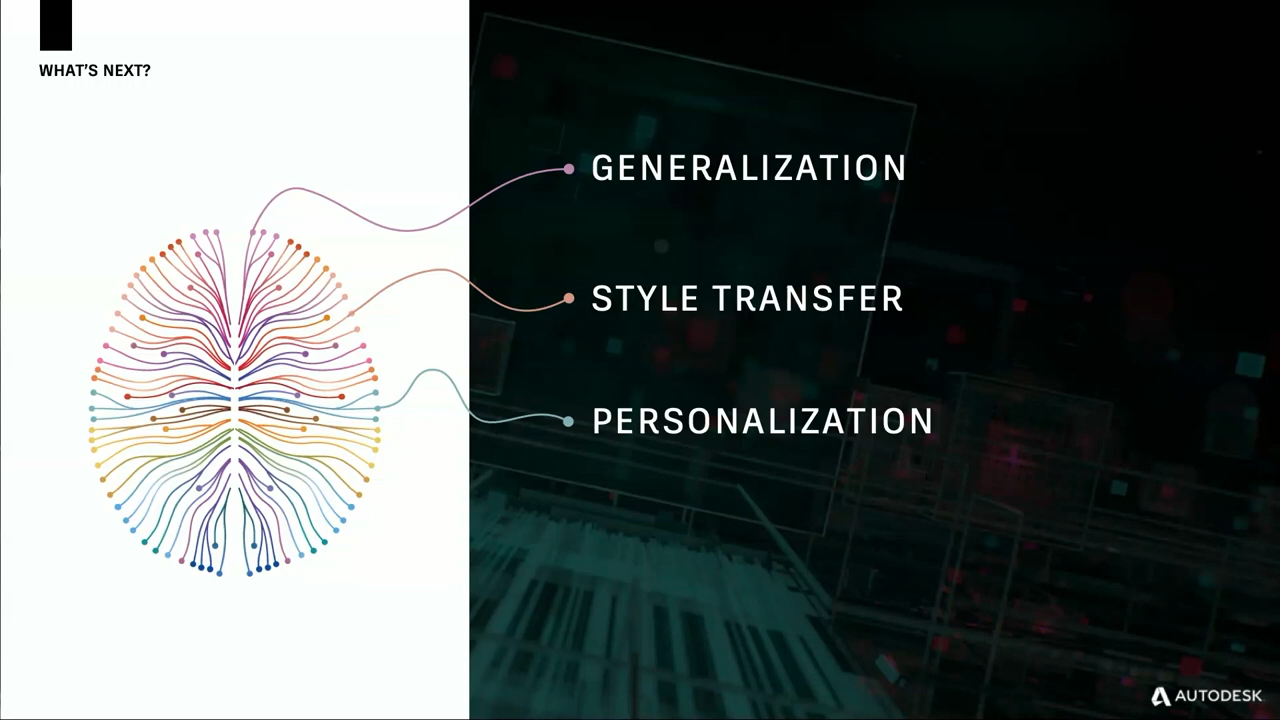 WHAT'S NEXT?
GENERALIZATION
STYLE TRANSFER
PERSONALIZATION
AUTODESK